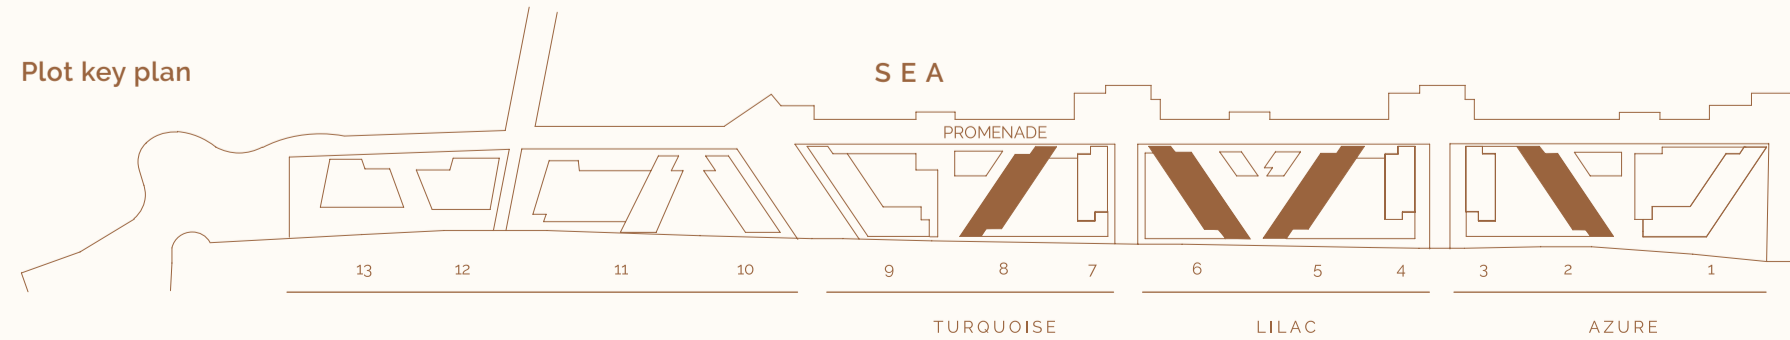 Plot key plan
SEA
PROMENADE
13 12 11 10 9 8 7 6 5 4 3 2 1
TURQUOISE LILAC AZURE